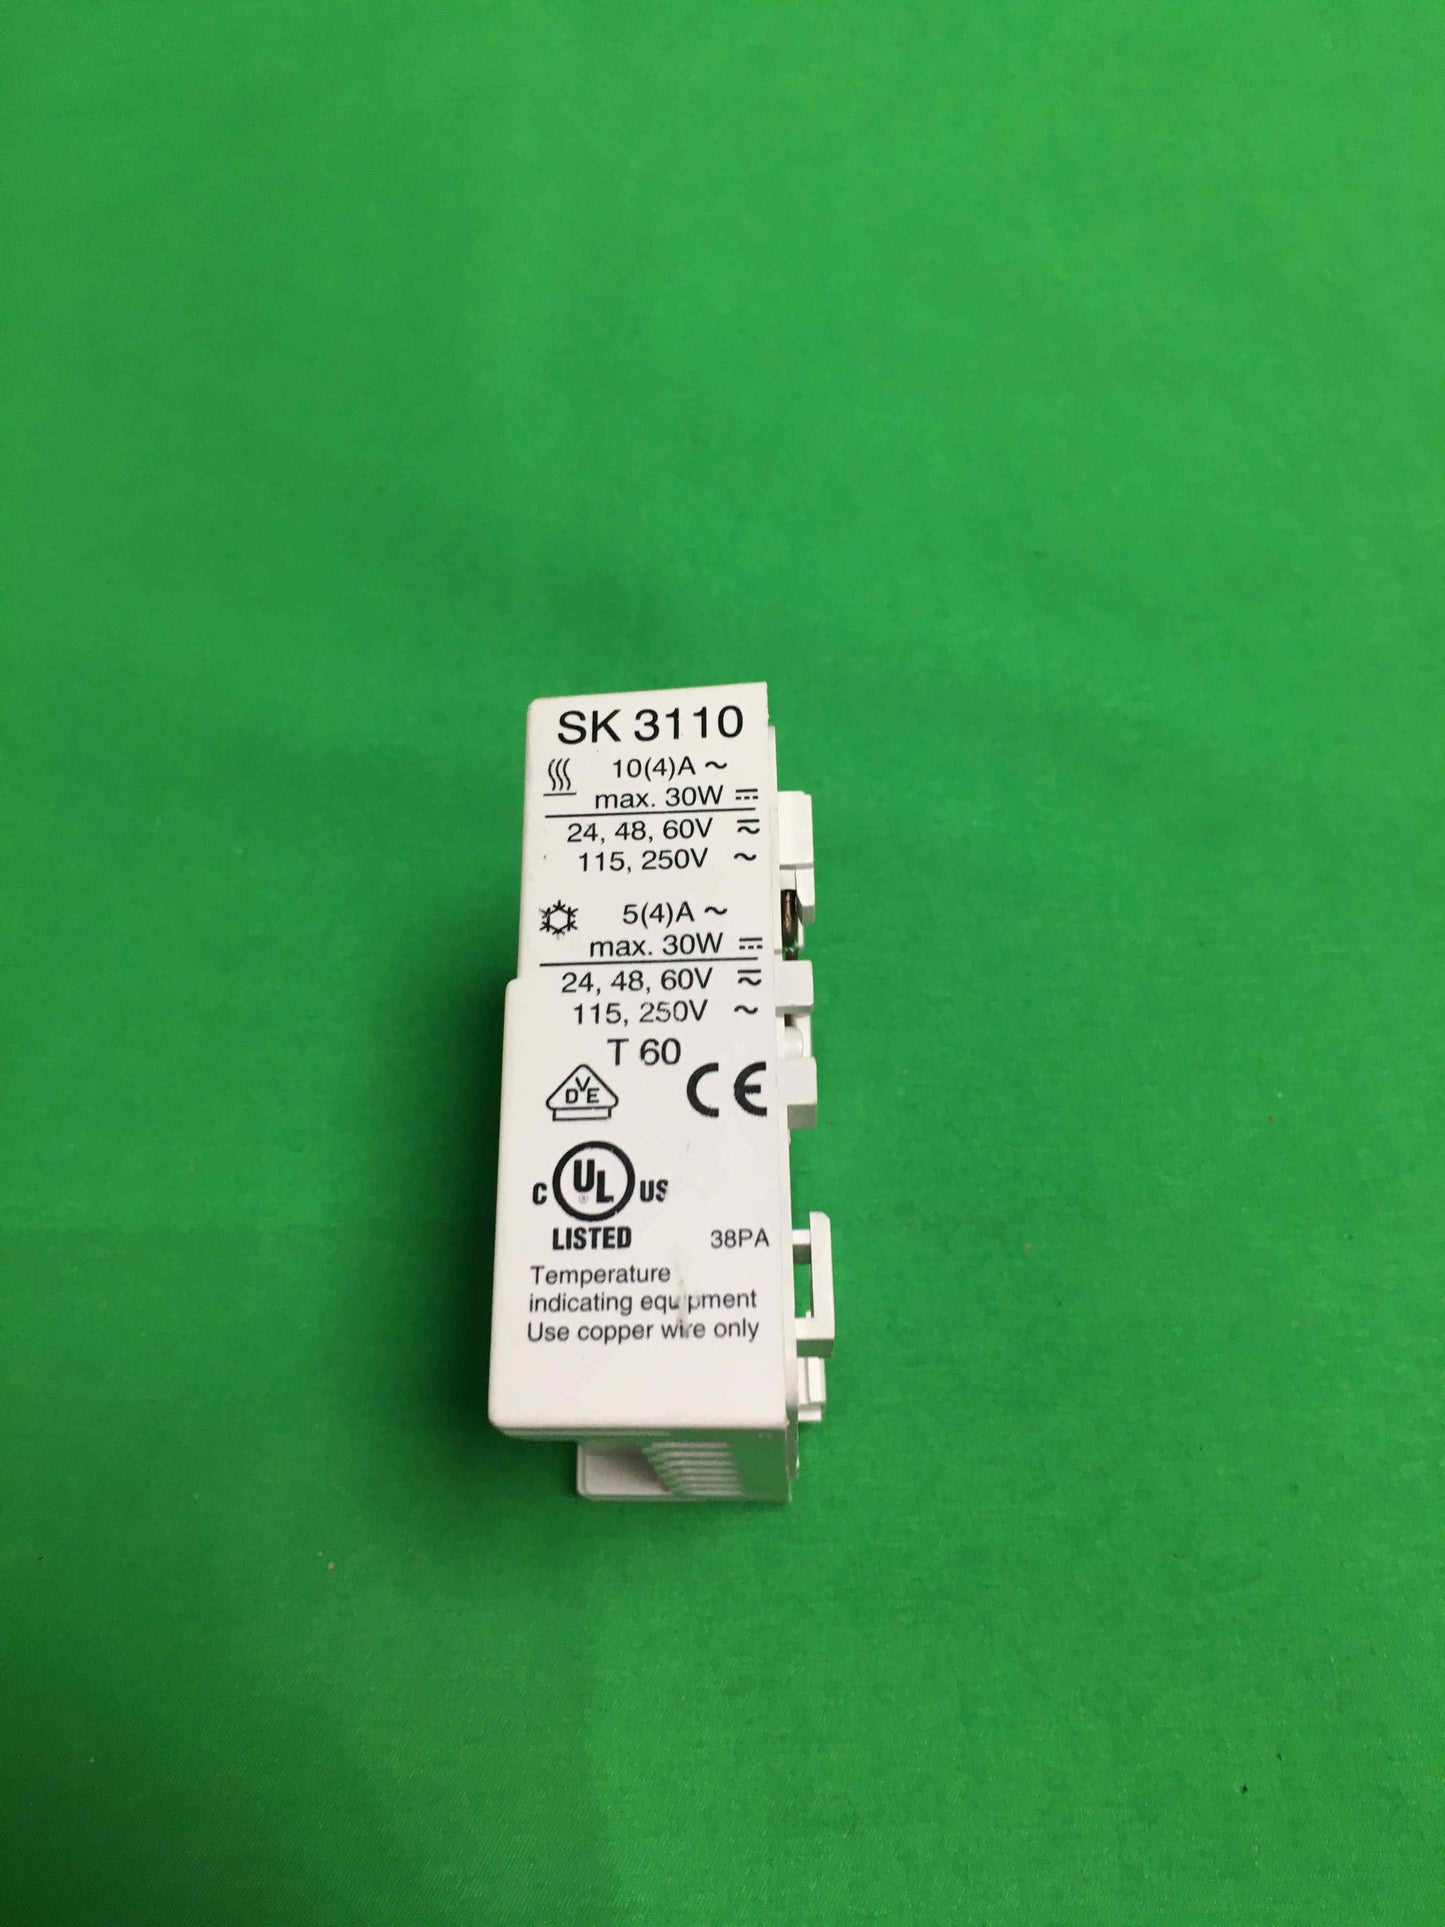 SK 3110
10(4)A ~
max. 30W ⎓
24, 48, 60V ⏦
115, 250V ~
5(4)A ~
max. 30W ⎓
24, 48, 60V ⏦
115, 250V ~
T 60
VDE CE
C UL US
LISTED 38PA
Temperature
indicating equipment
Use copper wire only